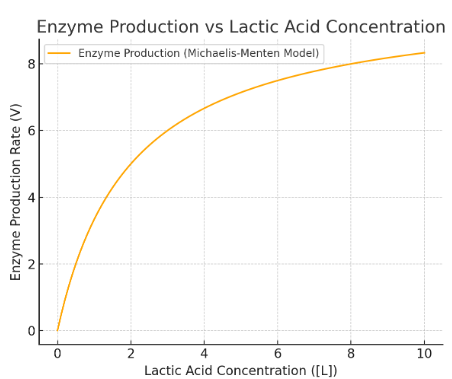 Enzyme Production vs Lactic Acid Concentration
Enzyme Production (Michaelis-Menten Model)
8
6
4
2
0
Enzyme Production Rate (V)
0 2 4 6 8 10
Lactic Acid Concentration ([L])